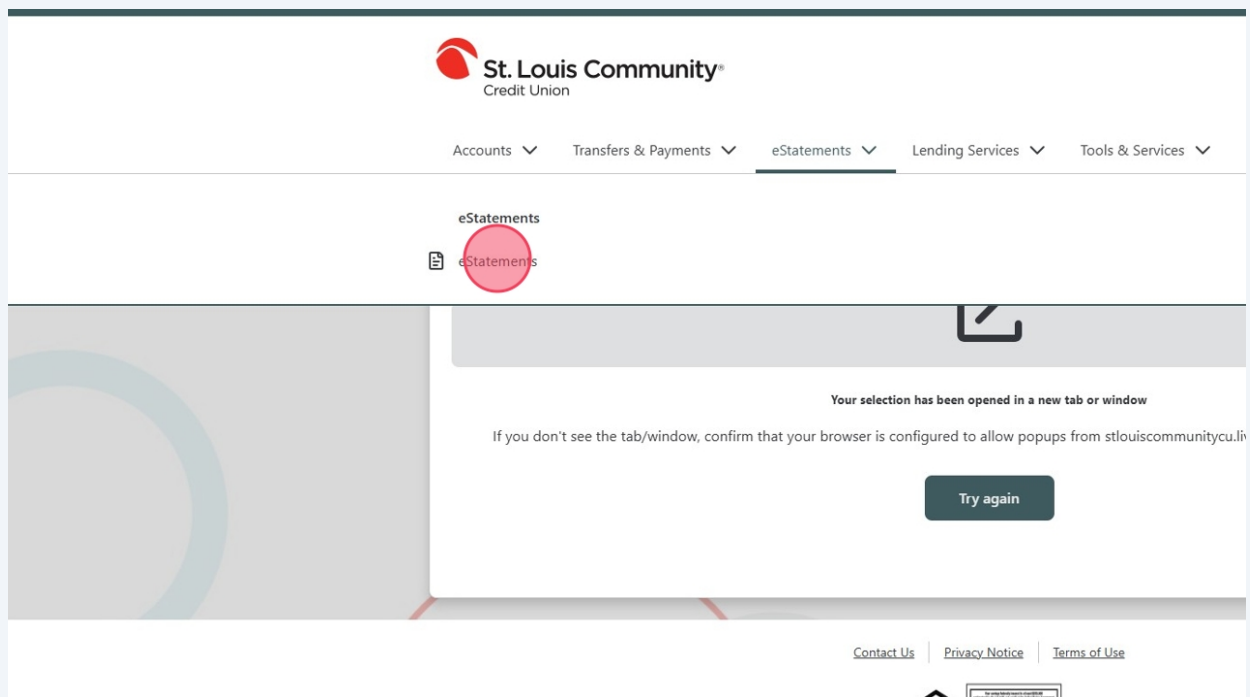 St. Louis Community®
Credit Union
Accounts Transfers & Payments eStatements Lending Services Tools & Services
eStatements
eStatements
Your selection has been opened in a new tab or window
If you don't see the tab/window, confirm that your browser is configured to allow popups from stlouiscommunitycu.li
Try again
Contact Us Privacy Notice Terms of Use